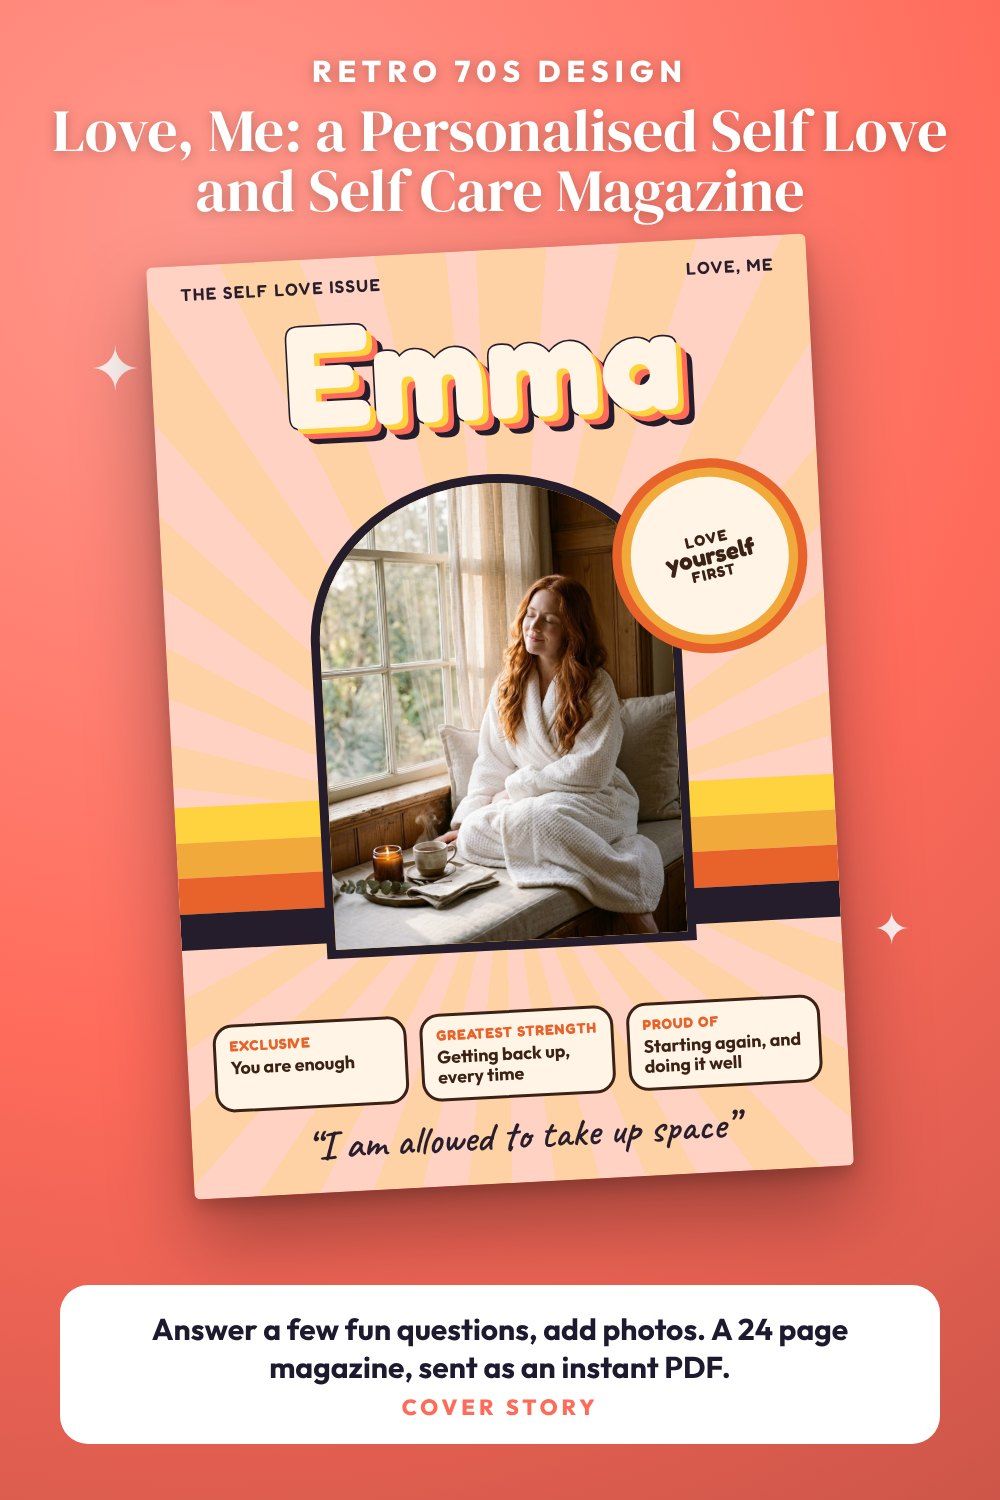 RETRO 70S DESIGN
Love, Me: a Personalised Self Love
and Self Care Magazine
THE SELF LOVE ISSUE
LOVE, ME
Emma
LOVE
yourself
FIRST
EXCLUSIVE
You are enough
GREATEST STRENGTH
Getting back up,
every time
PROUD OF
Starting again, and
doing it well
“I am allowed to take up space”
Answer a few fun questions, add photos. A 24 page
magazine, sent as an instant PDF.
COVER STORY